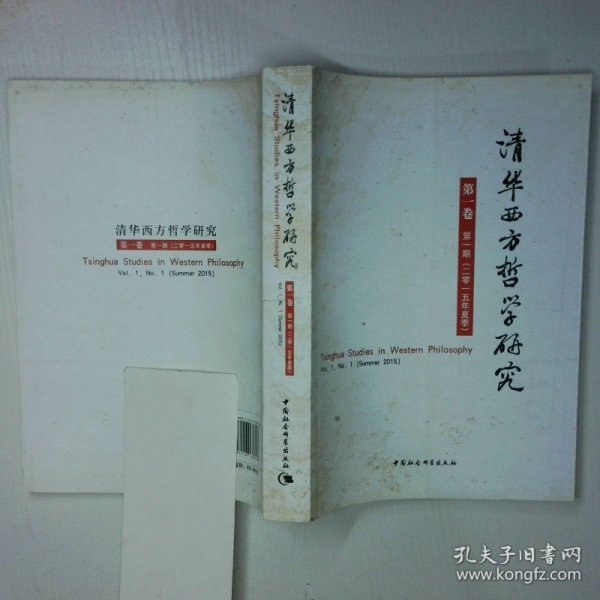 清华西方哲学研究
第一卷 第一期(二零一五年夏季)
Tsinghua Studies in Western Philosophy
Vol. 1, No. 1 (Summer 2015)
清华西方哲学研究
Tsinghua Studies in Western Philosophy
第一卷 第一期(二零一五年夏季)
Vol. 1, No. 1 (Summer 2015)
中国社会科学出版社
清华西方哲学研究
第一卷 第一期(二零一五年夏季)
Tsinghua Studies in Western Philosophy
Vol. 1, No. 1 (Summer 2015)
中国社会科学出版社
孔夫子旧书网
www.kongfz.com